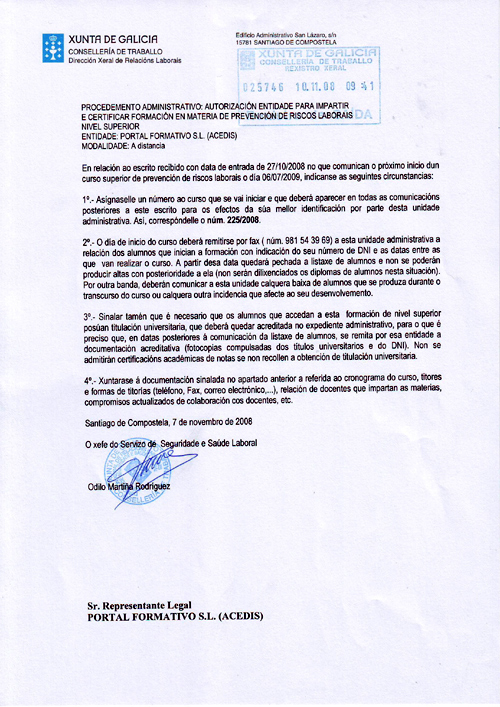 XUNTA DE GALICIA
CONSELLERÍA DE TRABALLO
Dirección Xeral de Relacións Laborais
Edificio Administrativo San Lázaro, s/n
15781 SANTIAGO DE COMPOSTELA
XUNTA DE GALICIA
CONSELLERÍA DE TRABALLO
REXISTRO XERAL
025746 10.11.08 09:41
PROCEDEMENTO ADMINISTRATIVO: AUTORIZACIÓN ENTIDADE PARA IMPARTIR
E CERTIFICAR FORMACIÓN EN MATERIA DE PREVENCIÓN DE RISCOS LABORAIS
NIVEL SUPERIOR
ENTIDADE: PORTAL FORMATIVO S.L. (ACEDIS)
MODALIDADE: A distancia
En relación ao escrito recibido con data de entrada de 27/10/2008 no que comunican o próximo inicio dun
curso superior de prevención de riscos laborais o día 06/07/2009, indícanse as seguintes circunstancias:
1º.- Asígnaselle un número ao curso que se vai iniciar e que deberá aparecer en todas as comunicacións
posteriores a este escrito para os efectos da súa mellor identificación por parte desta unidade
administrativa. Así, correspóndelle o núm. 225/2008.
2º.- O día de inicio do curso deberá remitirse por fax ( núm. 981 54 39 69) a esta unidade administrativa a
relación dos alumnos que inician a formación con indicación do seu número de DNI e as datas entre as
que van realizar o curso. A partir desa data quedará pechada a listaxe de alumnos e non se poderán
producir altas con posterioridade a ela (non serán dilixenciados os diplomas de alumnos nesta situación).
Por outra banda, deberán comunicar a esta unidade calquera baixa de alumnos que se produza durante o
transcurso do curso ou calquera outra incidencia que afecte ao seu desenvolvemento.
3º.- Sinalar tamén que é necesario que os alumnos que accedan a esta formación de nivel superior
posúan titulación universitaria, que deberá quedar acreditada no expediente administrativo, para o que é
preciso que, en datas posteriores á comunicación da listaxe de alumnos, se remita por esa entidade a
documentación acreditativa (fotocopias compulsadas dos títulos universitarios e do DNI). Non se
admitirán certificacións académicas de notas se non recollen a obtención de titulación universitaria.
4º.- Xuntarase á documentación sinalada no apartado anterior a referida ao cronograma do curso, titores
e formas de titorías (teléfono, Fax, correo electrónico,...), relación de docentes que impartan as materias,
compromisos actualizados de colaboración cos docentes, etc.
Santiago de Compostela, 7 de novembro de 2008
O xefe do Servizo de Seguridade e Saúde Laboral
Odilo Martiñá Rodríguez
Sr. Representante Legal
PORTAL FORMATIVO S.L. (ACEDIS)